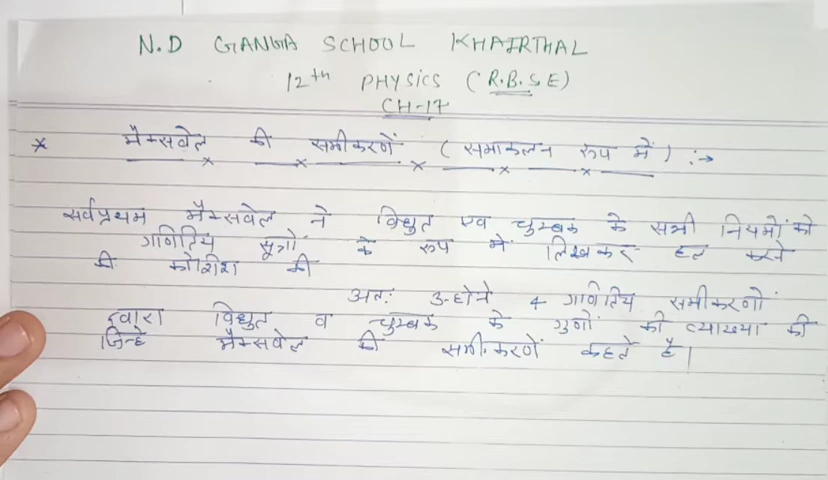 N.D GANGA SCHOOL KHAIRTHAL
12th PHYSICS (R.B.SE)
CH-17
* मैक्सवेल की समीकरणें (समाकलन रूप में) :→
सर्वप्रथम मैक्सवेल ने विधुत एव चुम्बक के सभी नियमों को
गणितिय सूत्रों के रूप में लिखकर हल करने
की कोशिश की
अतः उन्होने 4 गणितिय समीकरणों
द्वारा विधुत व चुम्बक के गुणों की व्याख्या की
जिन्हे मैक्सवेल की समीकरणें कहते है।